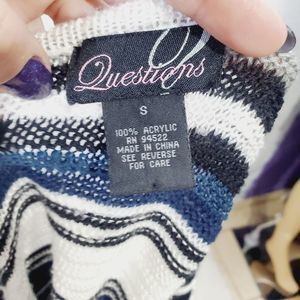 Questions
S
100% ACRYLIC
RN 94522
MADE IN CHINA
SEE REVERSE
FOR CARE